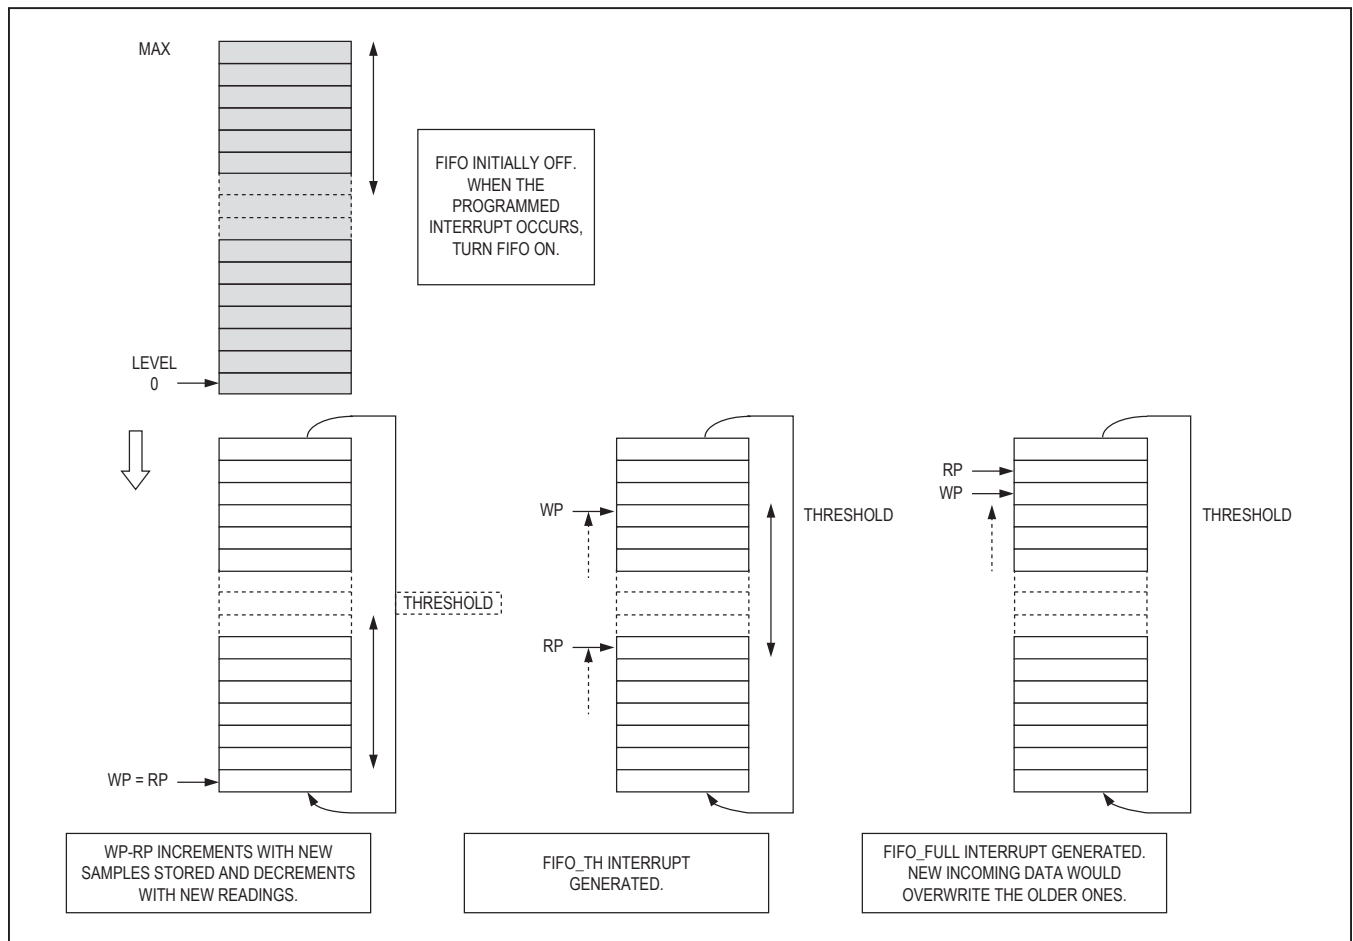 MAX
FIFO INITIALLY OFF.
WHEN THE
PROGRAMMED
INTERRUPT OCCURS,
TURN FIFO ON.
LEVEL
0
THRESHOLD
WP = RP
WP-RP INCREMENTS WITH NEW
SAMPLES STORED AND DECREMENTS
WITH NEW READINGS.
WP
THRESHOLD
RP
FIFO_TH INTERRUPT
GENERATED.
RP
WP
THRESHOLD
FIFO_FULL INTERRUPT GENERATED.
NEW INCOMING DATA WOULD
OVERWRITE THE OLDER ONES.